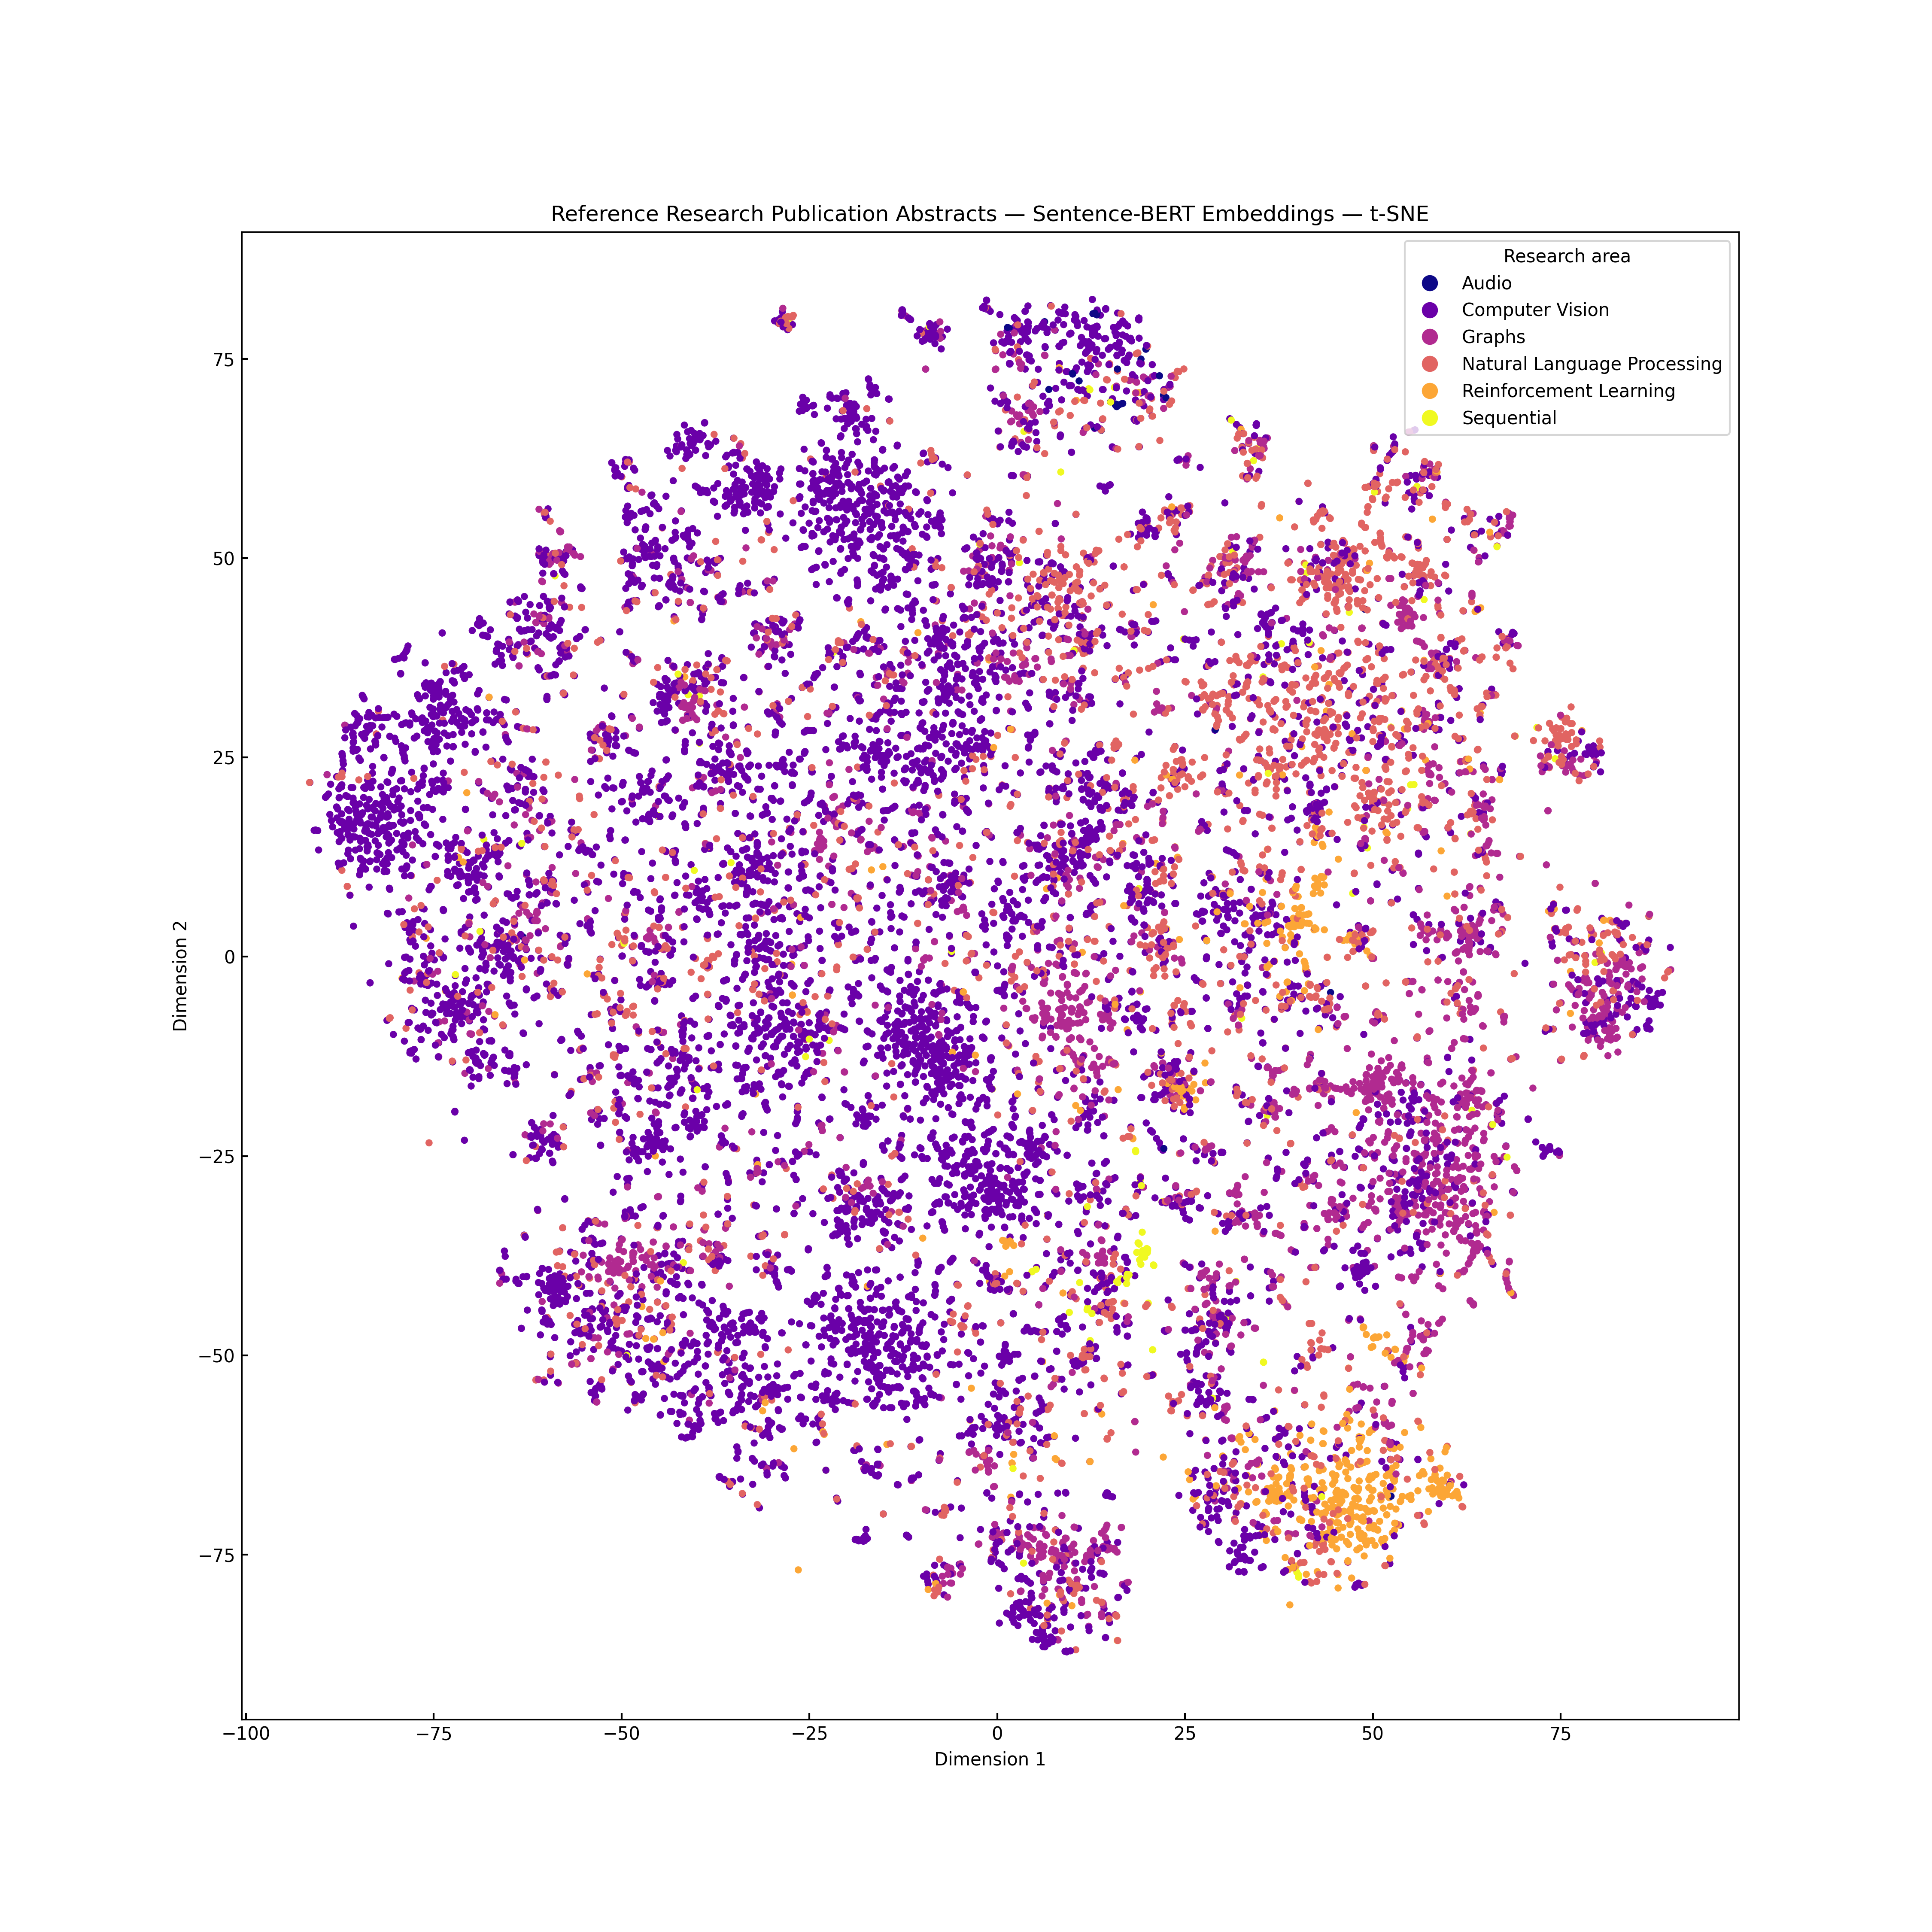 Reference Research Publication Abstracts — Sentence-BERT Embeddings — t-SNE
Research area
Audio
Computer Vision
Graphs
Natural Language Processing
Reinforcement Learning
Sequential
75
50
25
0
−25
−50
−75
Dimension 2
−100 −75 −50 −25 0 25 50 75
Dimension 1